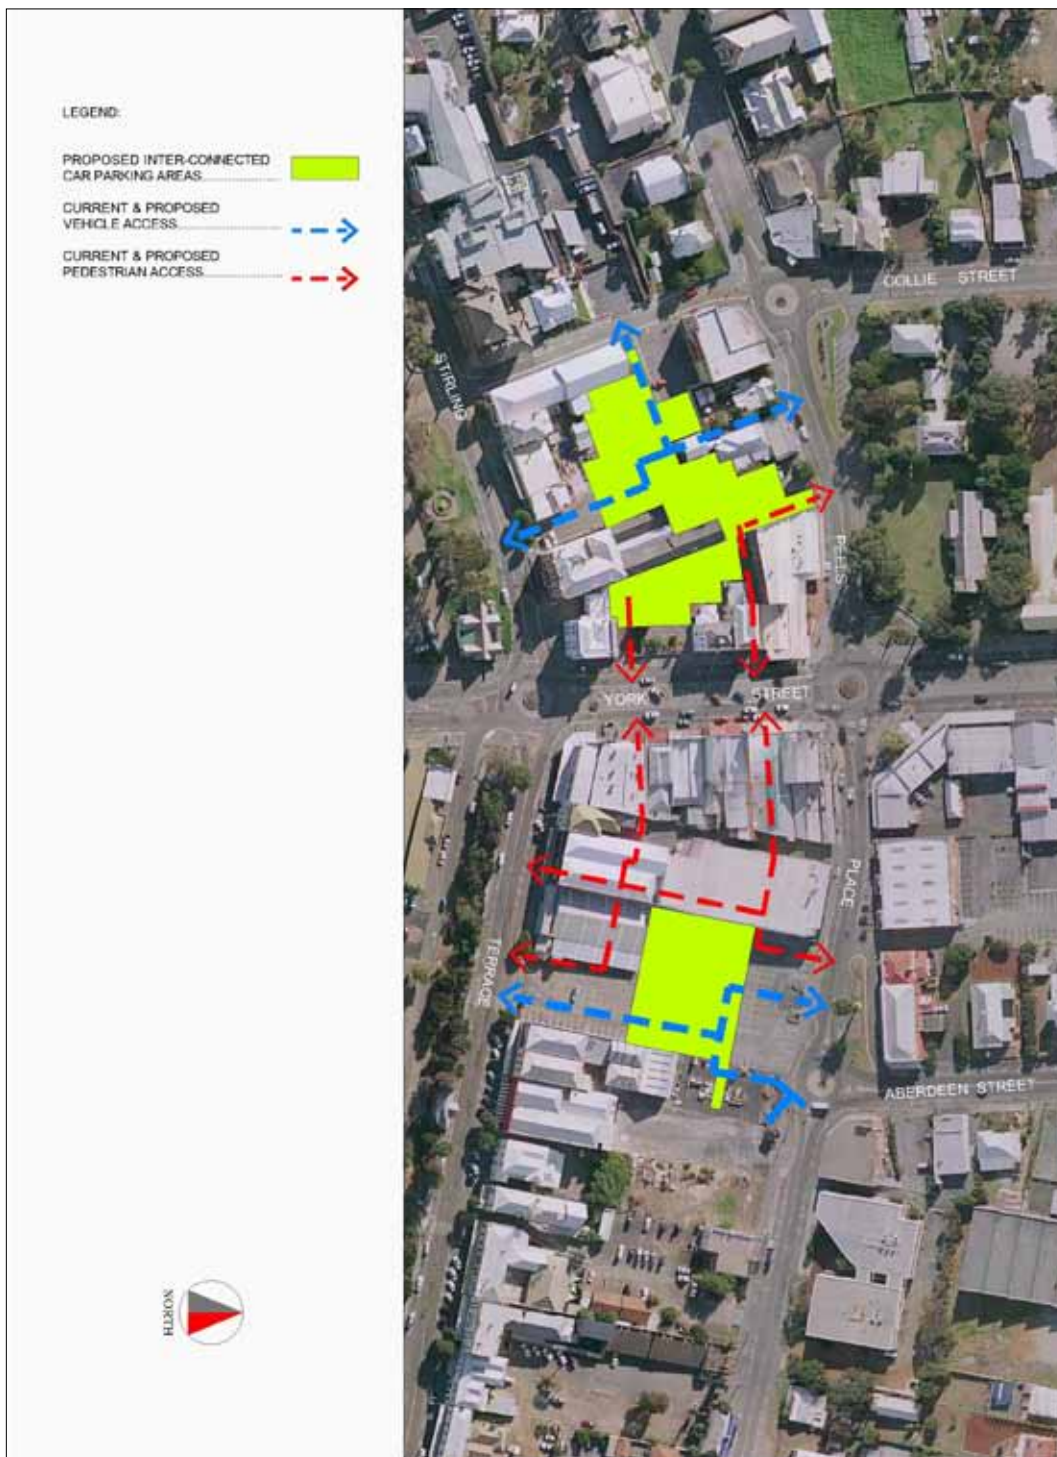 LEGEND:
PROPOSED INTER-CONNECTED
CAR PARKING AREAS
CURRENT & PROPOSED
VEHICLE ACCESS
CURRENT & PROPOSED
PEDESTRIAN ACCESS
COLLIE STREET
STIRLING
PEELS
YORK STREET
PLACE
TERRACE
ABERDEEN STREET
NORTH